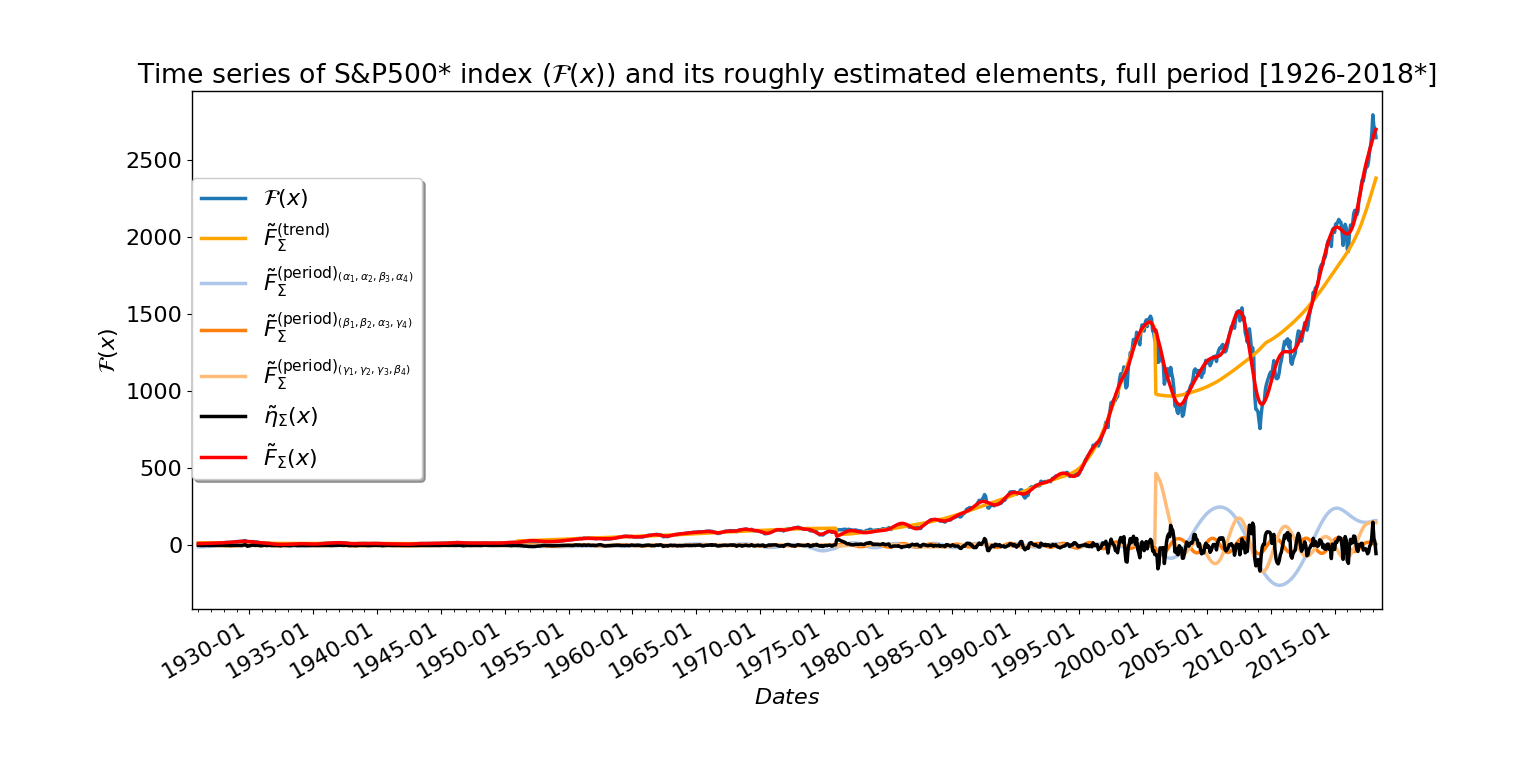 Time series of S&P500* index (ℱ(x)) and its roughly estimated elements, full period [1926-2018*]
ℱ(x)
2500
2000
1500
1000
500
0
ℱ(x)
F̃_Σ^(trend)
F̃_Σ^(period)(α₁, α₂, β₃, α₄)
F̃_Σ^(period)(β₁, β₂, α₃, γ₄)
F̃_Σ^(period)(γ₁, γ₂, γ₃, β₄)
η̃_Σ(x)
F̃_Σ(x)
1930-01
1935-01
1940-01
1945-01
1950-01
1955-01
1960-01
1965-01
1970-01
1975-01
1980-01
1985-01
1990-01
1995-01
2000-01
2005-01
2010-01
2015-01
Dates